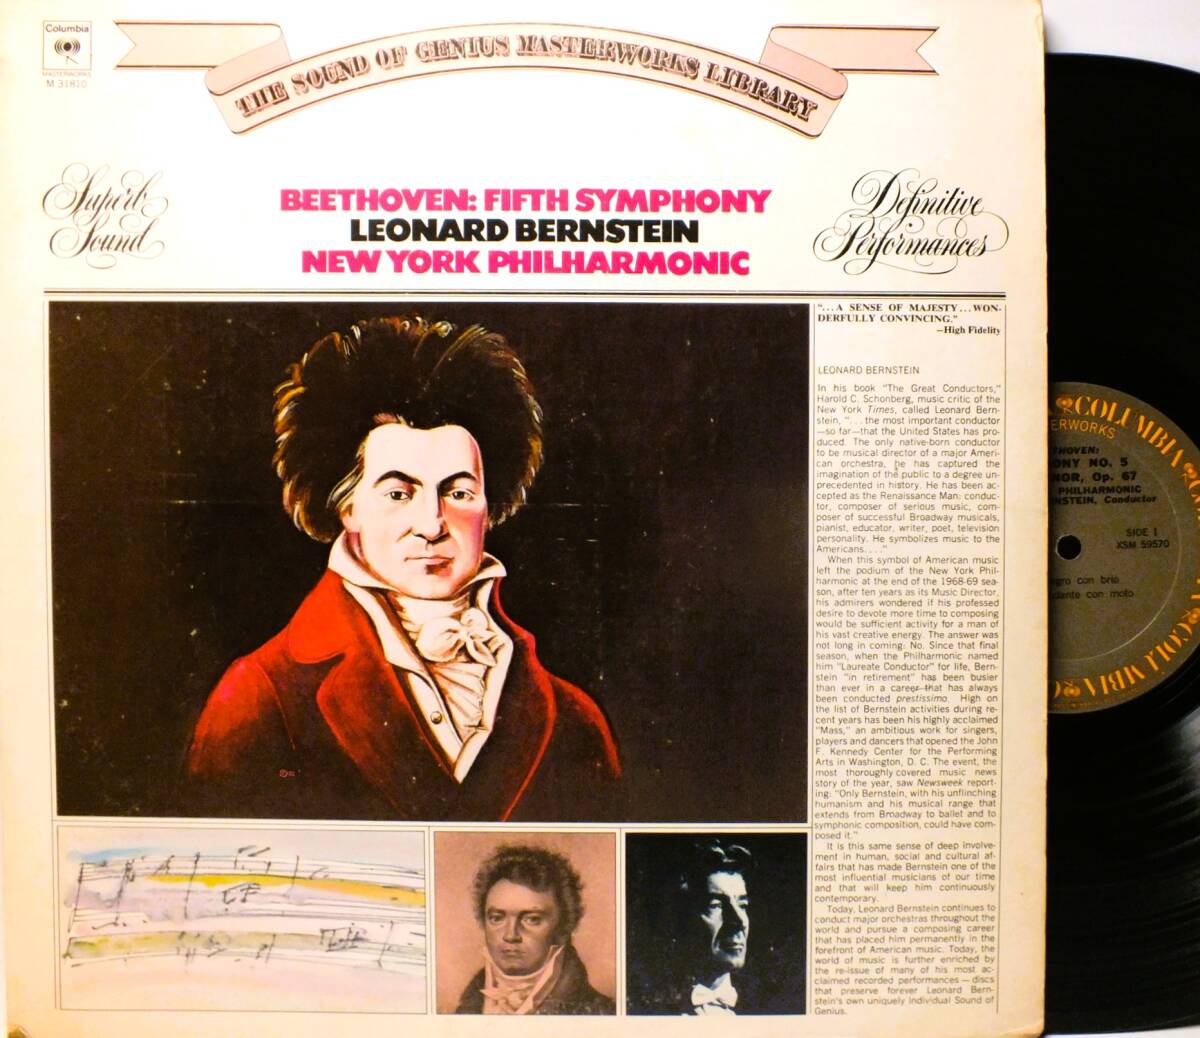 Columbia
MASTERWORKS
M 31810
THE SOUND OF GENIUS MASTERWORKS LIBRARY
Superb
Sound
BEETHOVEN: FIFTH SYMPHONY
LEONARD BERNSTEIN
NEW YORK PHILHARMONIC
Definitive
Performances
"...A SENSE OF MAJESTY...WON-
DERFULLY CONVINCING."
—High Fidelity
LEONARD BERNSTEIN
In his book "The Great Conductors,"
Harold C. Schonberg, music critic of the
New York Times, called Leonard Bern-
stein, "...the most important conductor
—so far—that the United States has pro-
duced. The only native-born conductor
to be musical director of a major Ameri-
can orchestra, he has captured the
imagination of the public to a degree un-
precedented in history. He has been ac-
cepted as the Renaissance Man: conduc-
tor, composer of serious music, com-
poser of successful Broadway musicals,
pianist, educator, writer, poet, television
personality. He symbolizes music to the
Americans...."
When this symbol of American music
left the podium of the New York Phil-
harmonic at the end of the 1968-69 sea-
son, after ten years as its Music Director,
his admirers wondered if his professed
desire to devote more time to composing
would be sufficient activity for a man of
his vast creative energy. The answer was
not long in coming: No. Since that final
season, when the Philharmonic named
him "Laureate Conductor" for life, Bern-
stein "in retirement" has been busier
than ever in a career that has always
been conducted prestissimo. High on
the list of Bernstein activities during re-
cent years has been his highly acclaimed
"Mass," an ambitious work for singers,
players and dancers that opened the John
F. Kennedy Center for the Performing
Arts in Washington, D. C. The event, the
most thoroughly covered music news
story of the year, saw Newsweek report-
ing: "Only Bernstein, with his unflinching
humanism and his musical range that
extends from Broadway to ballet and to
symphonic composition, could have com-
posed it."
It is this same sense of deep involve-
ment in human, social and cultural af-
fairs that has made Bernstein one of the
most influential musicians of our time
and that will keep him continuously
contemporary.
Today, Leonard Bernstein continues to
conduct major orchestras throughout the
world and pursue a composing career
that has placed him permanently in the
forefront of American music. Today, the
world of music is further enriched by
the re-issue of many of his most ac-
claimed recorded performances—discs
that preserve forever Leonard Bern-
stein's own uniquely individual Sound of
Genius.
COLUMBIA
ERWORKS
HOVEN:
ONY NO. 5
NOR, Op. 67
PHILHARMONIC
NSTEIN, Conductor
SIDE 1
XSM 59570
egro con brio
dante con moto
COLUMBIA